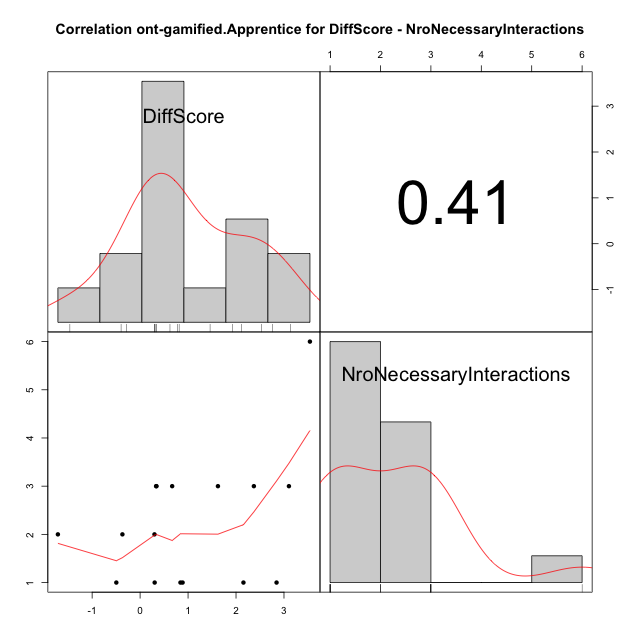 Correlation ont-gamified.Apprentice for DiffScore - NroNecessaryInteractions
1 2 3 4 5 6
DiffScore
0.41
3
2
1
0
-1
6
5
4
3
2
1
NroNecessaryInteractions
-1 0 1 2 3